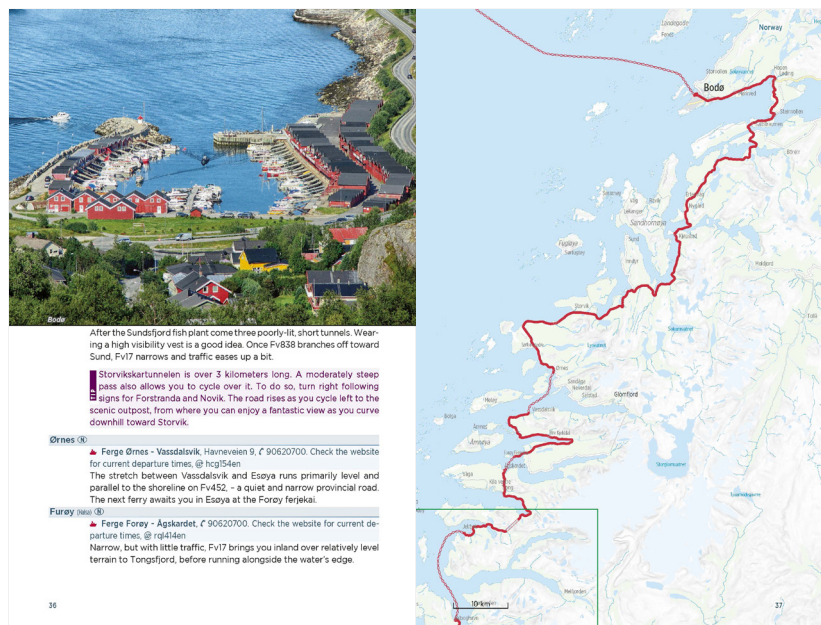 Bodø
After the Sundsfjord fish plant come three poorly-lit, short tunnels. Wear-
ing a high visibility vest is a good idea. Once Fv838 branches off toward
Sund, Fv17 narrows and traffic eases up a bit.
TIP
Storvikskartunnelen is over 3 kilometers long. A moderately steep
pass also allows you to cycle over it. To do so, turn right following
signs for Forstranda and Novik. The road rises as you cycle left to the
scenic outpost, from where you can enjoy a fantastic view as you curve
downhill toward Storvik.
Ørnes Ⓝ
Ferge Ørnes - Vassdalsvik, Havneveien 9, ✆ 90620700. Check the website
for current departure times, @ hcg154en
The stretch between Vassdalsvik and Esøya runs primarily level and
parallel to the shoreline on Fv452, – a quiet and narrow provincial road.
The next ferry awaits you in Esøya at the Forøy ferjekai.
Furøy (Halsa) Ⓝ
Ferge Forøy - Ågskardet, ✆ 90620700. Check the website for current de-
parture times, @ rql414en
Narrow, but with little traffic, Fv17 brings you inland over relatively level
terrain to Tongsfjord, before running alongside the water's edge.
36
Norway
Bodø
Sandhornøya
Fugløya
Storvik
Ørnes
Glomfjord
Meløy
Vassdalsvik
10 km
37